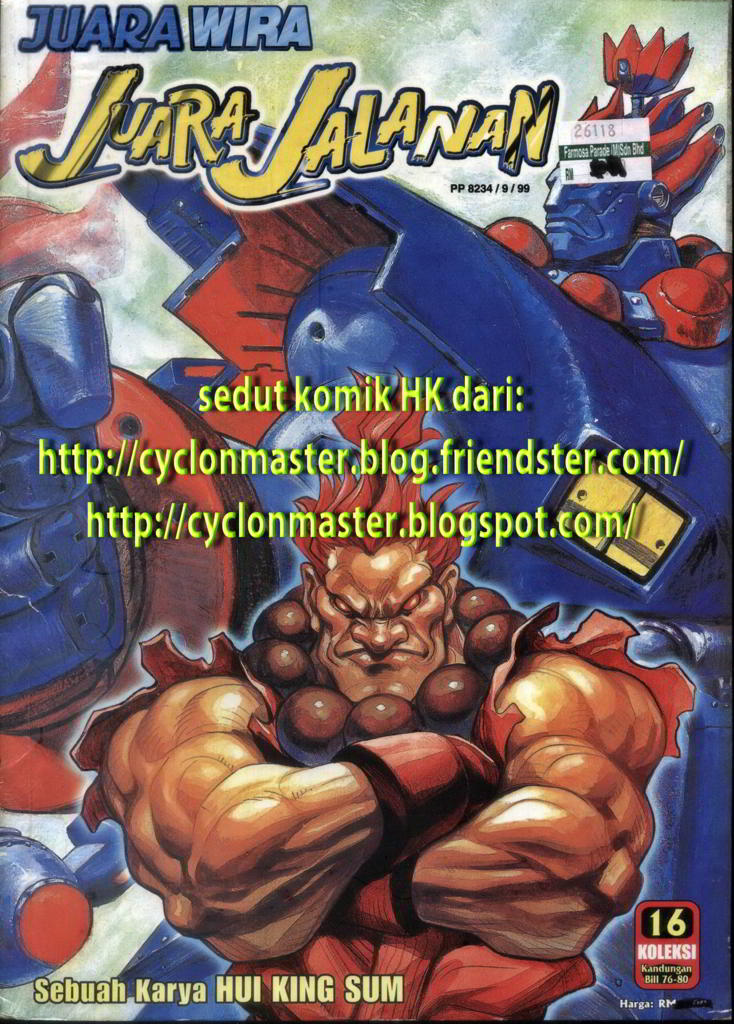 JUARA WIRA
JUARA JALANAN
26118
Farmosa Parade (M)Sdn Bhd
RM
PP 8234 / 9 / 99
sedut komik HK dari:
http://cyclonmaster.blog.friendster.com/
http://cyclonmaster.blogspot.com/
16
KOLEKSI
Kandungan
Bill 76-80
Sebuah Karya HUI KING SUM
Harga: RM